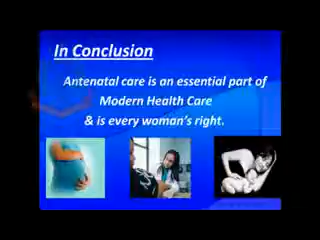 In Conclusion
Antenatal care is an essential part of
Modern Health Care
& is every woman's right.